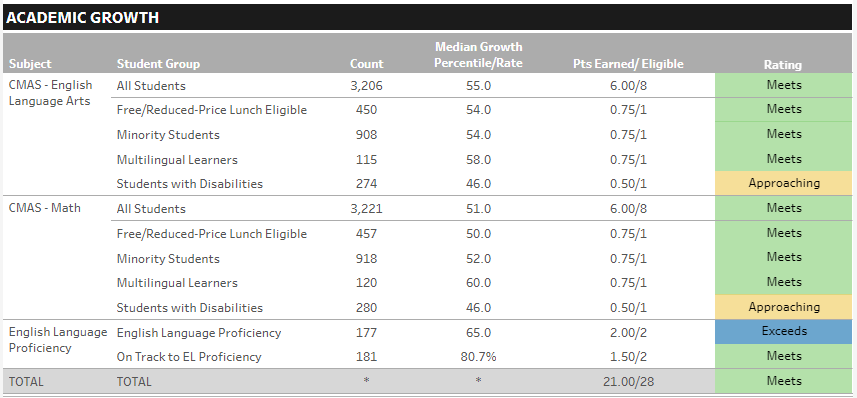 ACADEMIC GROWTH
Subject Student Group Count Median Growth Percentile/Rate Pts Earned/ Eligible Rating
CMAS - English Language Arts All Students 3,206 55.0 6.00/8 Meets
Free/Reduced-Price Lunch Eligible 450 54.0 0.75/1 Meets
Minority Students 908 54.0 0.75/1 Meets
Multilingual Learners 115 58.0 0.75/1 Meets
Students with Disabilities 274 46.0 0.50/1 Approaching
CMAS - Math All Students 3,221 51.0 6.00/8 Meets
Free/Reduced-Price Lunch Eligible 457 50.0 0.75/1 Meets
Minority Students 918 52.0 0.75/1 Meets
Multilingual Learners 120 60.0 0.75/1 Meets
Students with Disabilities 280 46.0 0.50/1 Approaching
English Language Proficiency English Language Proficiency 177 65.0 2.00/2 Exceeds
On Track to EL Proficiency 181 80.7% 1.50/2 Meets
TOTAL TOTAL * * 21.00/28 Meets